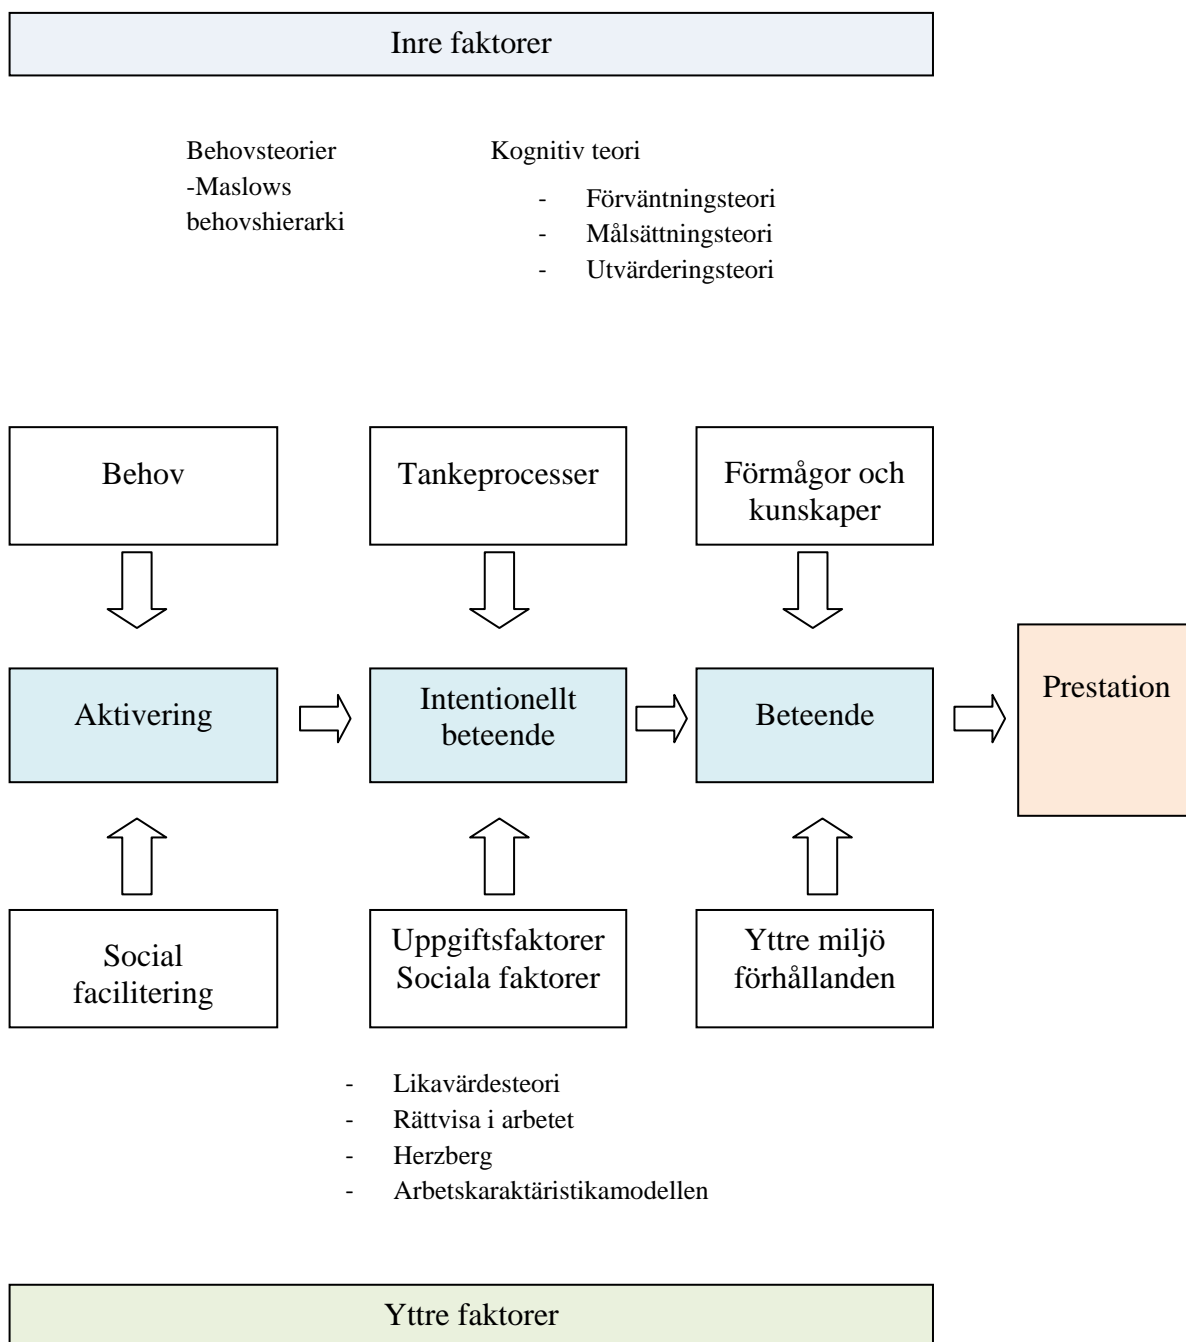 Inre faktorer
Behovsteorier
-Maslows
behovshierarki
Kognitiv teori
- Förväntningsteori
- Målsättningsteori
- Utvärderingsteori
Behov
Tankeprocesser
Förmågor och
kunskaper
Aktivering
Intentionellt
beteende
Beteende
Prestation
Social
facilitering
Uppgiftsfaktorer
Sociala faktorer
Yttre miljö
förhållanden
- Likavärdesteori
- Rättvisa i arbetet
- Herzberg
- Arbetskaraktäristikamodellen
Yttre faktorer